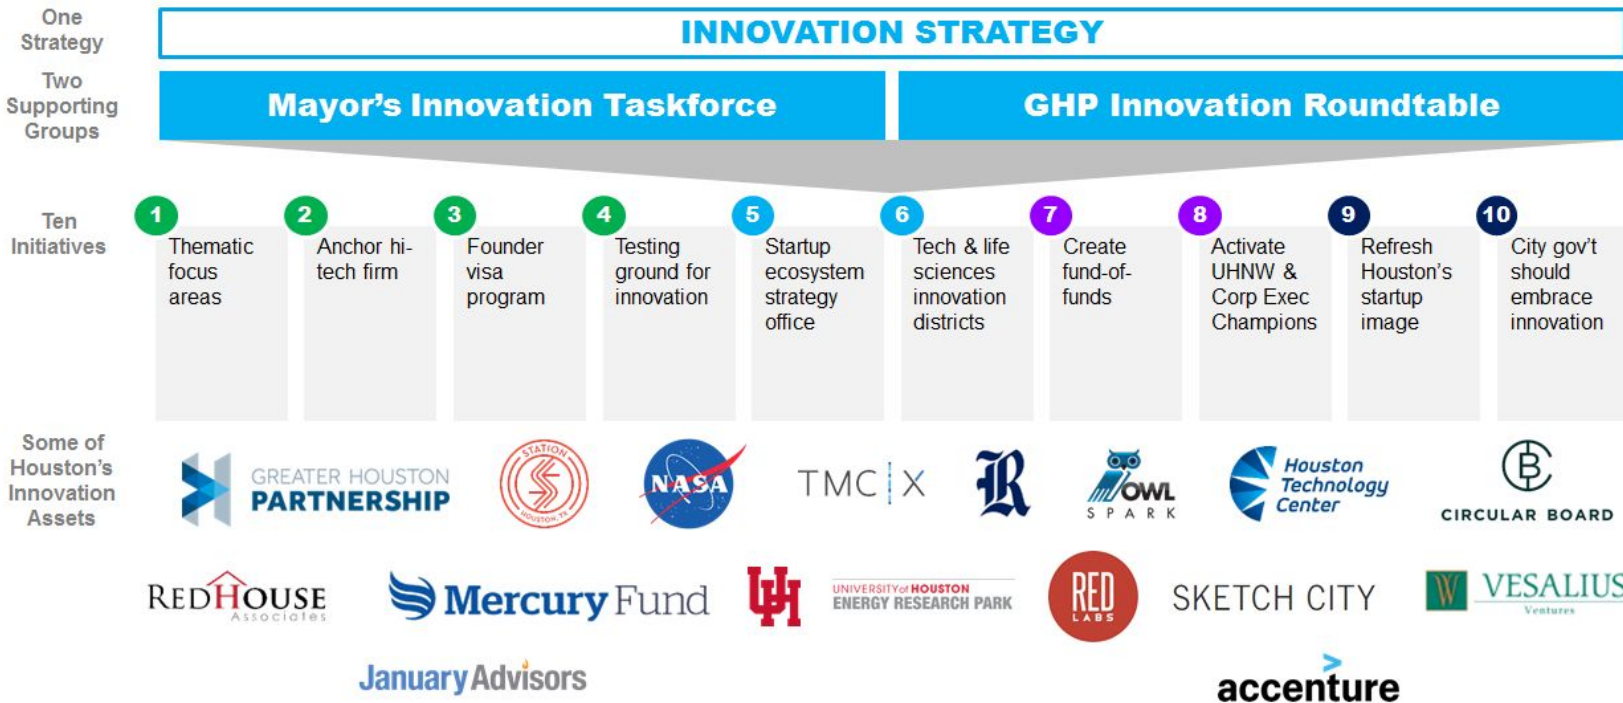 One
Strategy
INNOVATION STRATEGY
Two
Supporting
Groups
Mayor's Innovation Taskforce
GHP Innovation Roundtable
Ten
Initiatives
1
Thematic
focus
areas
2
Anchor hi-
tech firm
3
Founder
visa
program
4
Testing
ground for
innovation
5
Startup
ecosystem
strategy
office
6
Tech & life
sciences
innovation
districts
7
Create
fund-of-
funds
8
Activate
UHNW &
Corp Exec
Champions
9
Refresh
Houston's
startup
image
10
City gov't
should
embrace
innovation
Some of
Houston's
Innovation
Assets
GREATER HOUSTON
PARTNERSHIP
STATION
HOUSTON, TX
NASA
TMC X
R
OWL
SPARK
Houston
Technology
Center
CIRCULAR BOARD
REDHOUSE
Associates
Mercury Fund
UH
UNIVERSITY of HOUSTON
ENERGY RESEARCH PARK
RED
LABS
SKETCH CITY
W
VESALIUS
Ventures
January Advisors
accenture